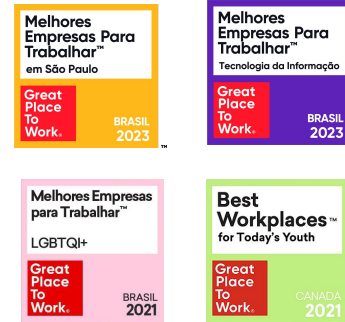 Melhores
Empresas Para
Trabalhar™
em São Paulo
Great
Place
To
Work®
BRASIL
2023
™
Melhores
Empresas Para
Trabalhar™
Tecnologia da Informação
Great
Place
To
Work®
BRASIL
2023
Melhores Empresas
para Trabalhar™
LGBTQI+
Great
Place
To
Work®
BRASIL
2021
Best
Workplaces™
for Today's Youth
Great
Place
To
Work®
CANADA
2021